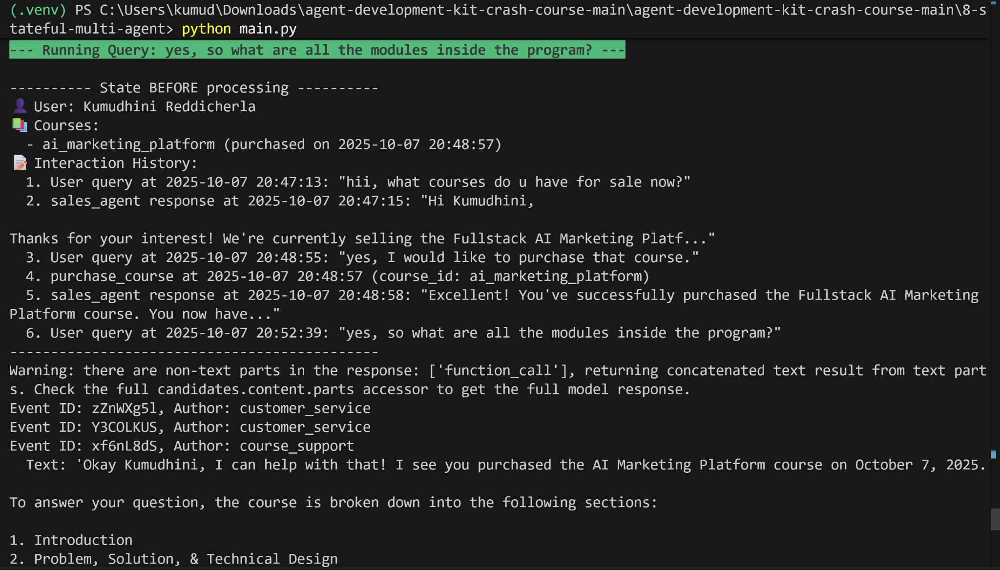 (.venv) PS C:\Users\kumud\Downloads\agent-development-kit-crash-course-main\agent-development-kit-crash-course-main\8-s
tateful-multi-agent> python main.py
--- Running Query: yes, so what are all the modules inside the program? ---
---------- State BEFORE processing ----------
User: Kumudhini Reddicherla
Courses:
- ai_marketing_platform (purchased on 2025-10-07 20:48:57)
Interaction History:
1. User query at 2025-10-07 20:47:13: "hii, what courses do u have for sale now?"
2. sales_agent response at 2025-10-07 20:47:15: "Hi Kumudhini,
Thanks for your interest! We're currently selling the Fullstack AI Marketing Platf..."
3. User query at 2025-10-07 20:48:55: "yes, I would like to purchase that course."
4. purchase_course at 2025-10-07 20:48:57 (course_id: ai_marketing_platform)
5. sales_agent response at 2025-10-07 20:48:58: "Excellent! You've successfully purchased the Fullstack AI Marketing
Platform course. You now have..."
6. User query at 2025-10-07 20:52:39: "yes, so what are all the modules inside the program?"
---------------------------------------------
Warning: there are non-text parts in the response: ['function_call'], returning concatenated text result from text part
s. Check the full candidates.content.parts accessor to get the full model response.
Event ID: zZnWXg5l, Author: customer_service
Event ID: Y3COLKUS, Author: customer_service
Event ID: xf6nL8dS, Author: course_support
Text: 'Okay Kumudhini, I can help with that! I see you purchased the AI Marketing Platform course on October 7, 2025.
To answer your question, the course is broken down into the following sections:
1. Introduction
2. Problem, Solution, & Technical Design